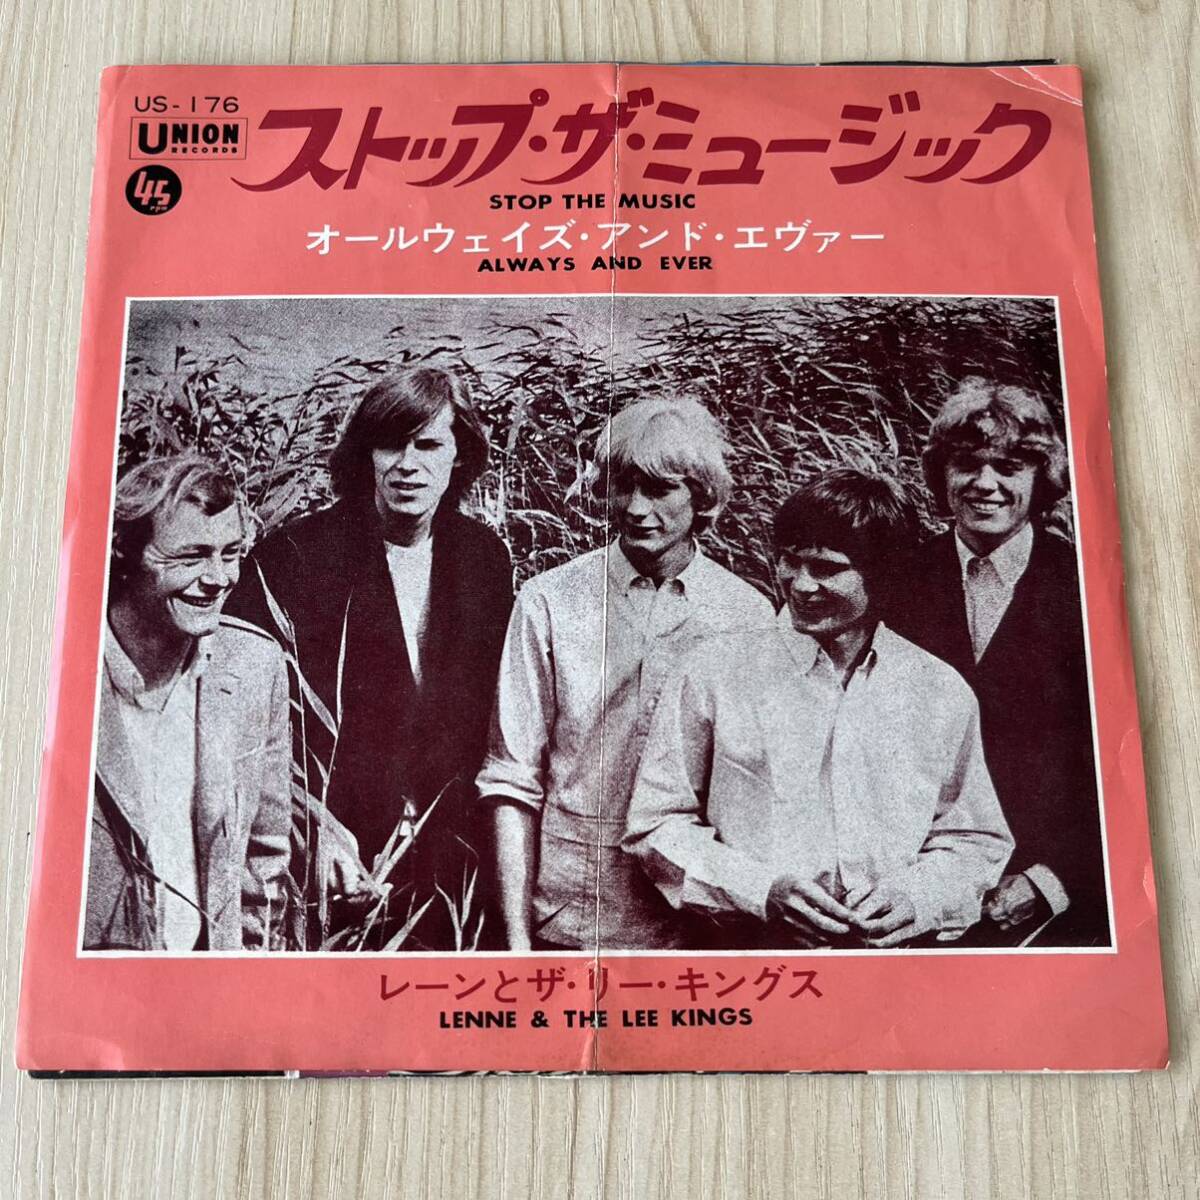 US-176
UNION
RECORDS
45
rpm
ストップ・ザ・ミュージック
STOP THE MUSIC
オールウェイズ・アンド・エヴァー
ALWAYS AND EVER
レーンとザ・リー・キングス
LENNE & THE LEE KINGS